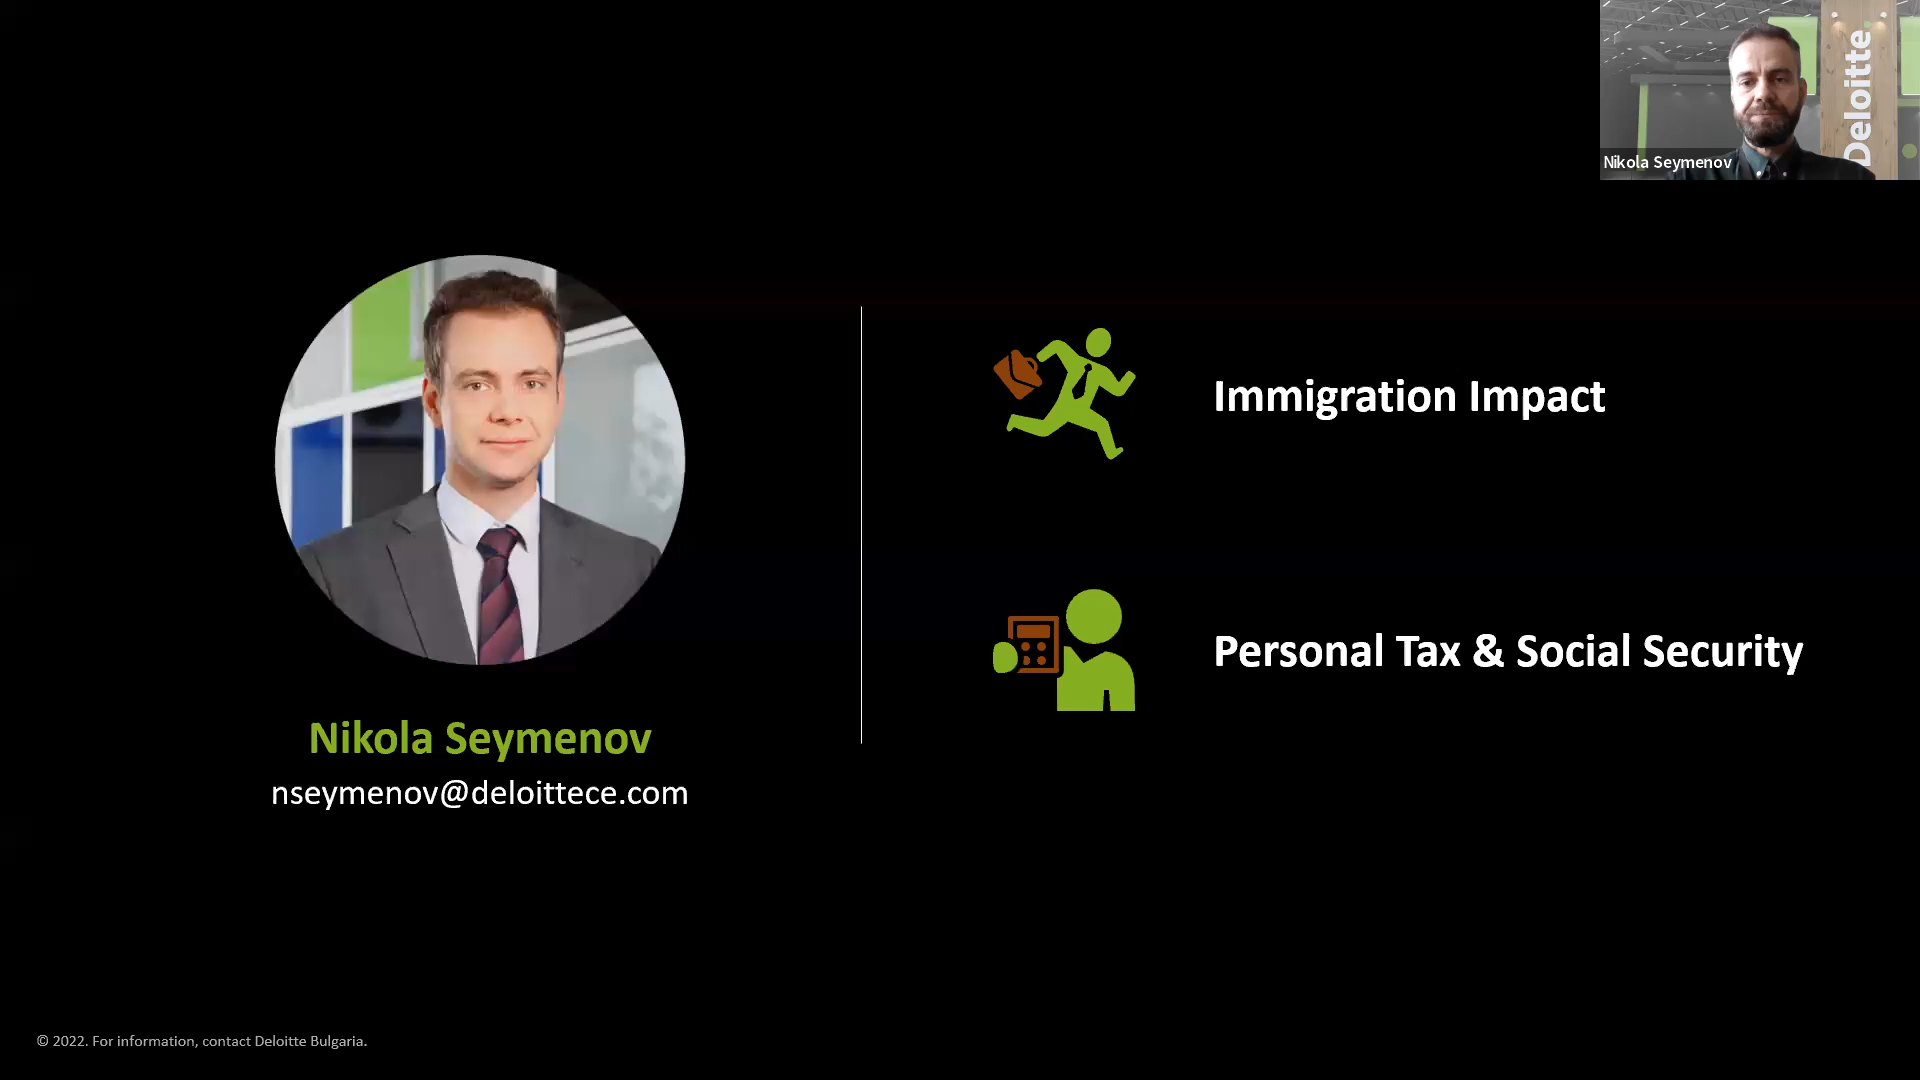 Deloitte.
Nikola Seymenov
Immigration Impact
Personal Tax & Social Security
Nikola Seymenov
nseymenov@deloittece.com
© 2022. For information, contact Deloitte Bulgaria.